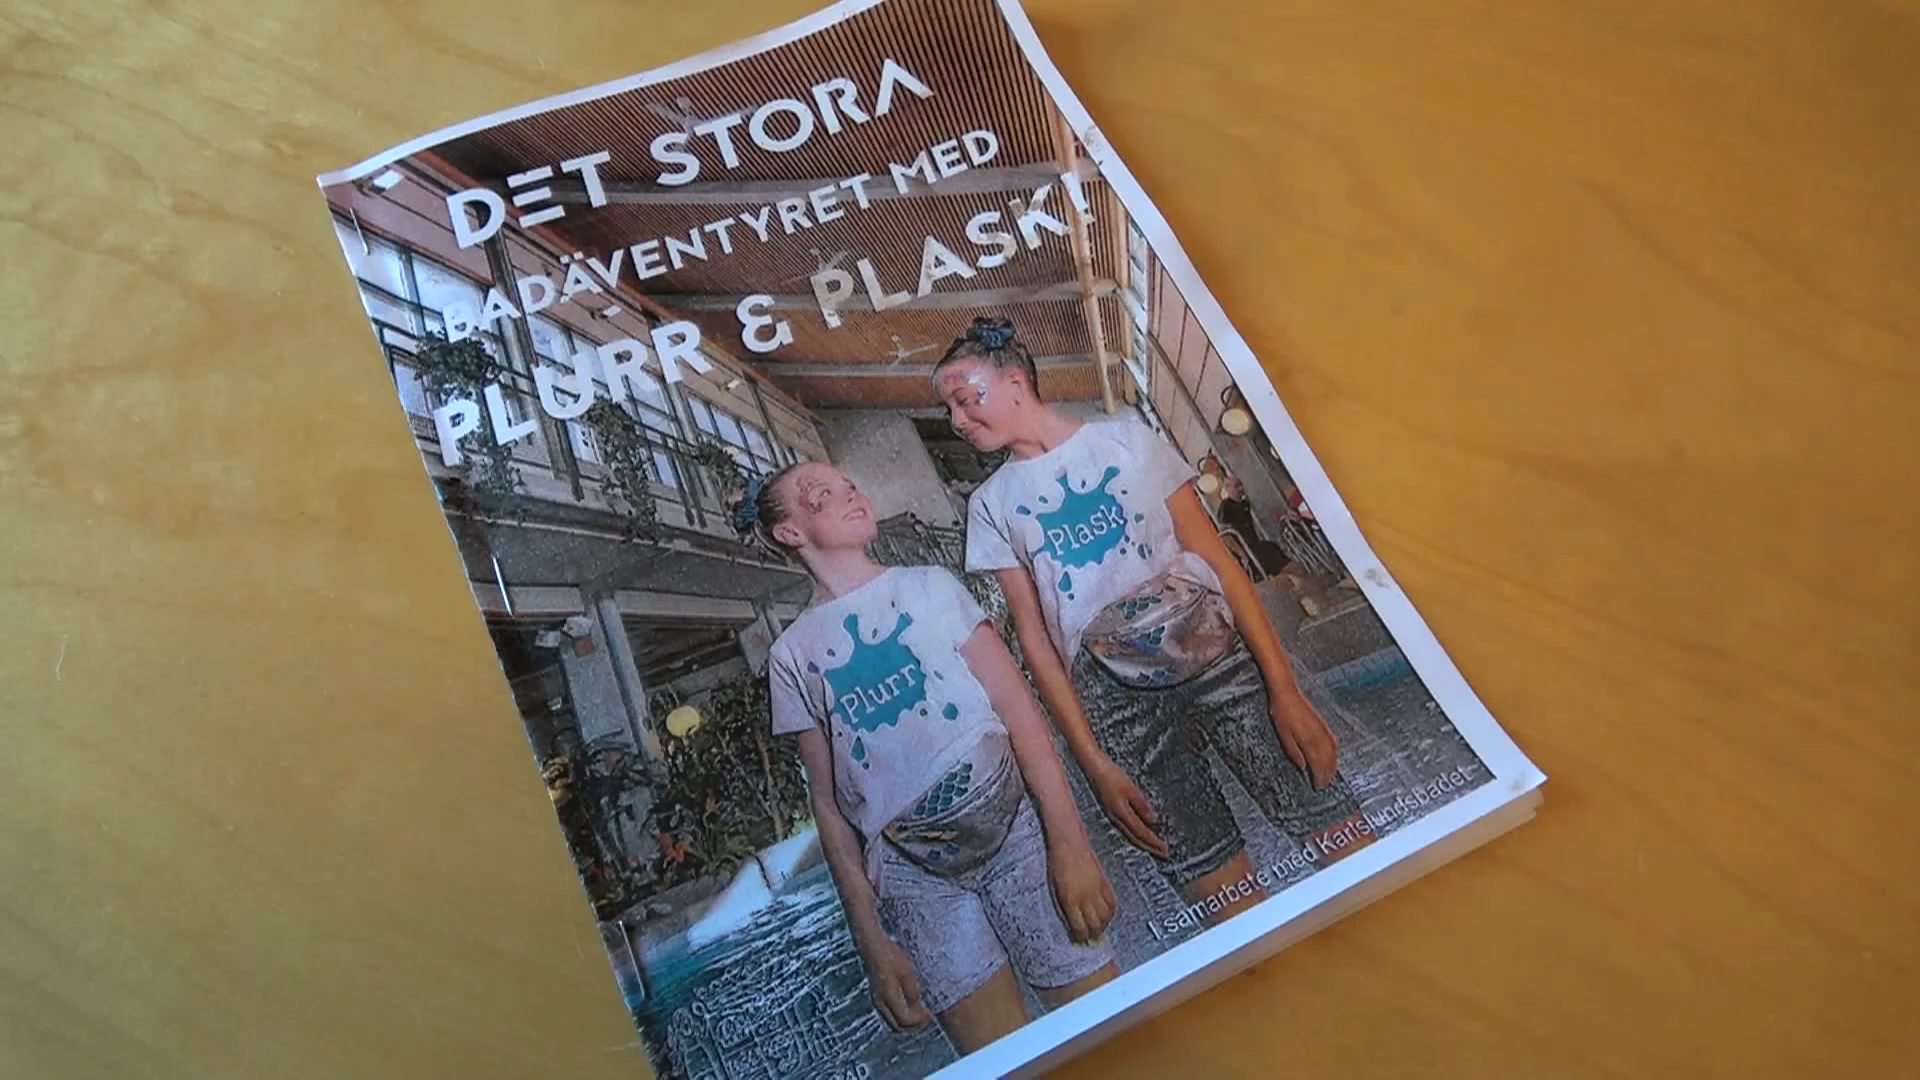 DET STORA
BADÄVENTYRET MED
PLURR & PLASK!
Plask
Plurr
I samarbete med Karlslundsbadet